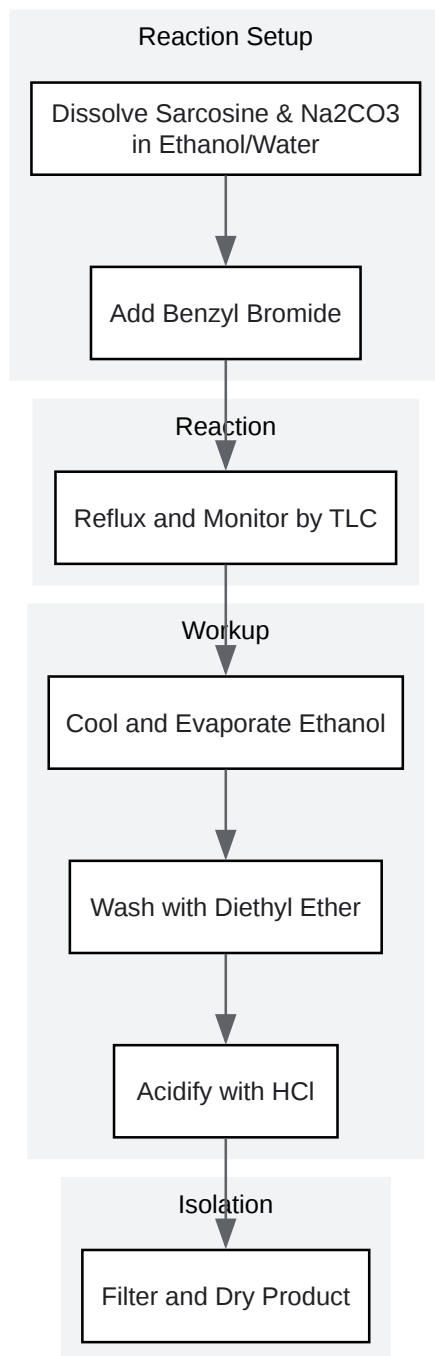 Reaction Setup
Dissolve Sarcosine & Na2CO3
in Ethanol/Water
Add Benzyl Bromide
Reaction
Reflux and Monitor by TLC
Workup
Cool and Evaporate Ethanol
Wash with Diethyl Ether
Acidify with HCl
Isolation
Filter and Dry Product